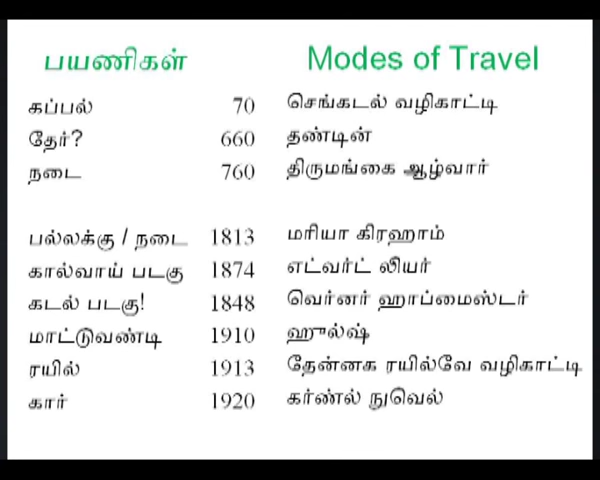 பயணிகள் Modes of Travel
கப்பல் 70 செங்கடல் வழிகாட்டி
தேர்? 660 தண்டின்
நடை 760 திருமங்கை ஆழ்வார்
பல்லக்கு / நடை 1813 மரியா கிரஹாம்
கால்வாய் படகு 1874 எட்வர்ட் லியர்
கடல் படகு! 1848 வெர்னர் ஹாப்மைஸ்டர்
மாட்டுவண்டி 1910 ஹுல்ஷ்
ரயில் 1913 தேன்னக ரயில்வே வழிகாட்டி
கார் 1920 கர்ண்ல் நுவெல்